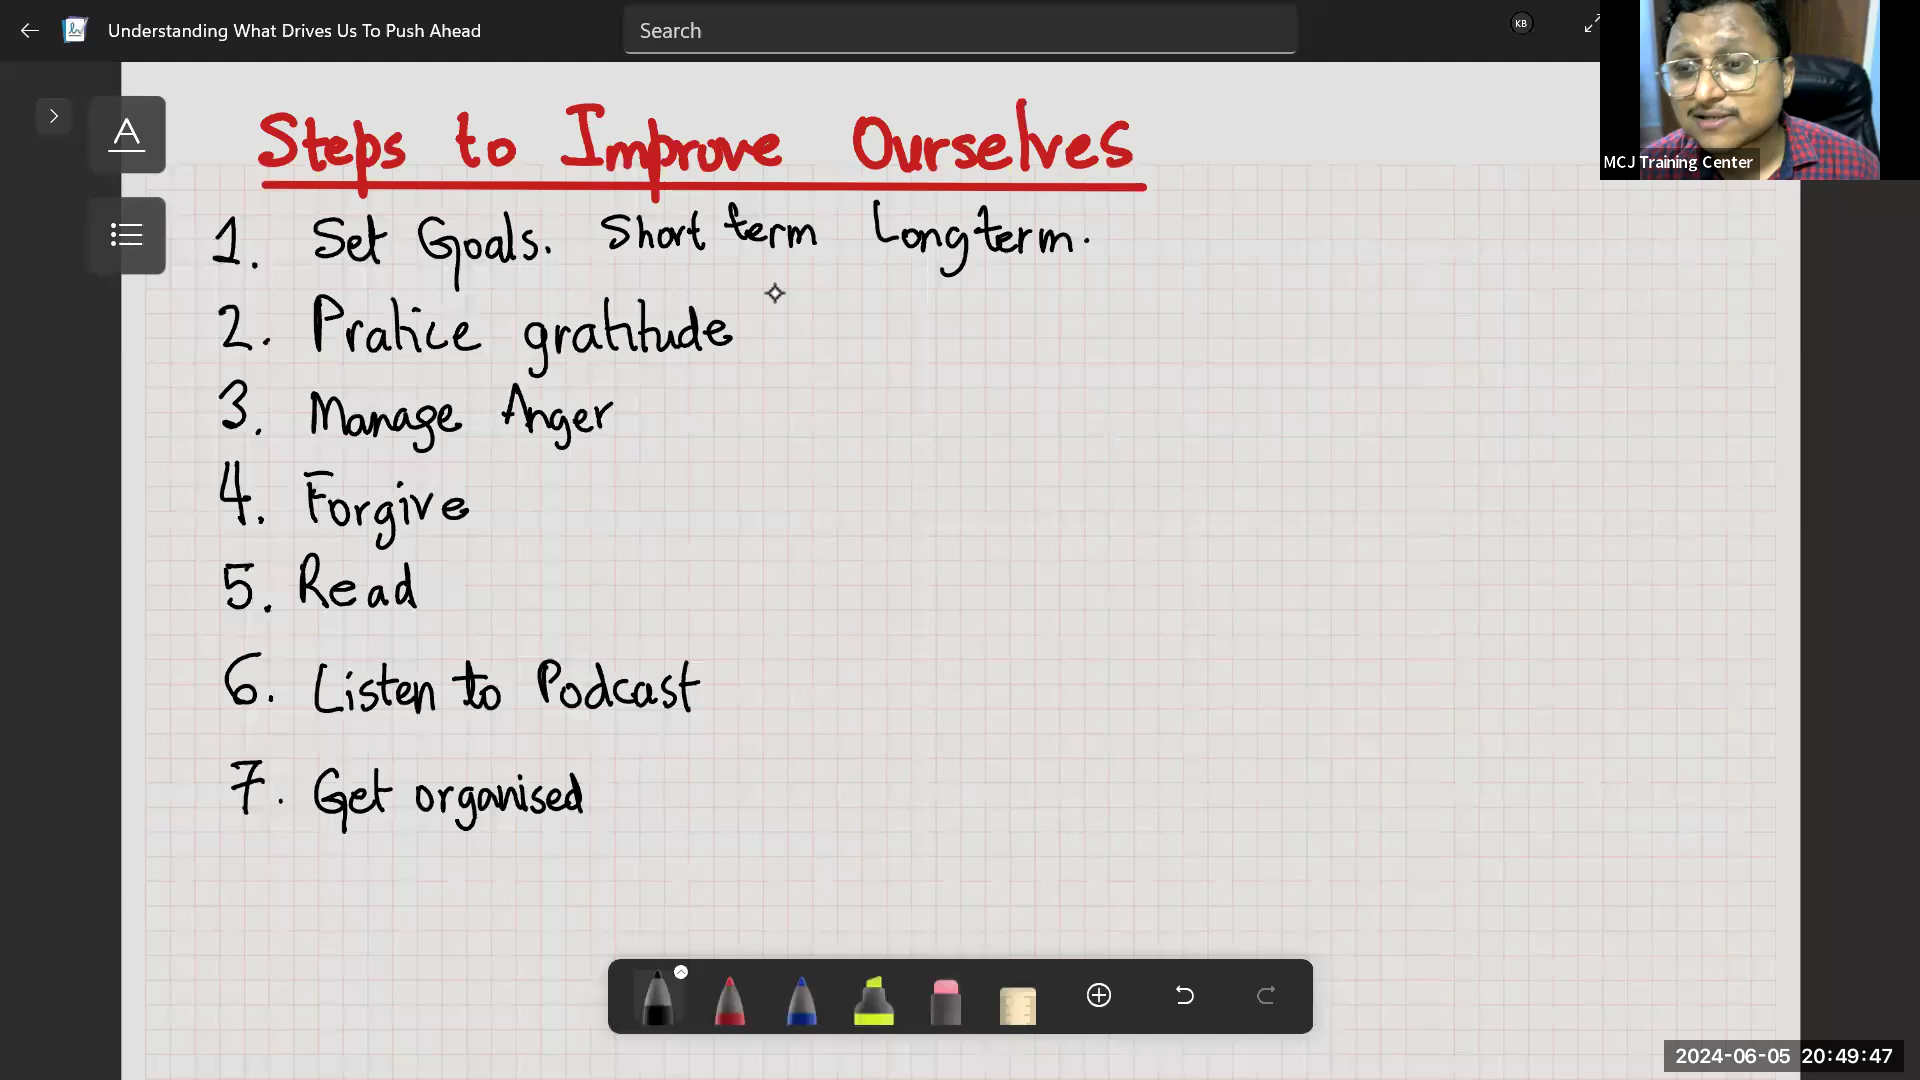 Understanding What Drives Us To Push Ahead
Search
KB
MCJ Training Center
A
Steps to Improve Ourselves
1. Set Goals. Short term Long term.
2. Pratice gratitude
3. Manage Anger
4. Forgive
5. Read
6. Listen to Podcast
7. Get organised
2024-06-05 20:49:47